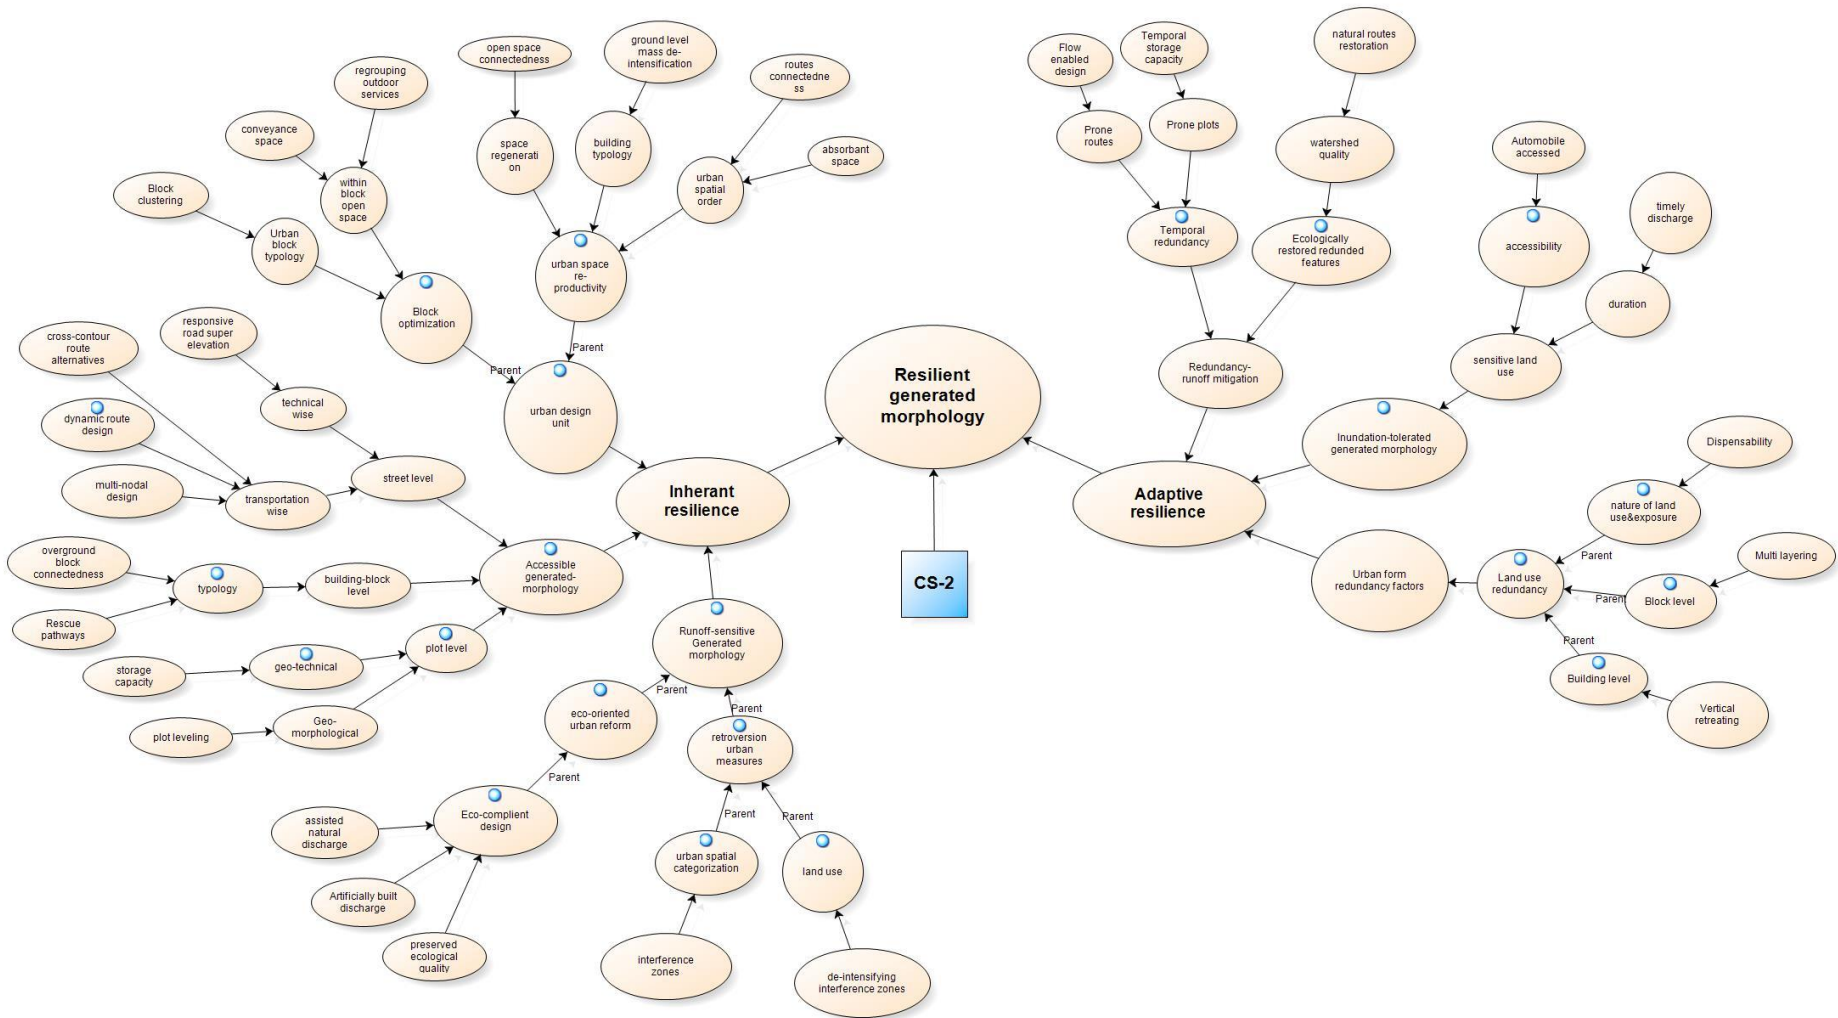 regrouping
outdoor
services
conveyance
space
Block
clustering
within
block
open
space
Urban
block
typology
Block
optimization
open space
connectedness
ground level
mass de-
intensification
routes
connectedne
ss
absorbant
space
space
regenerati
on
building
typology
urban
spatial
order
urban space
re-
productivity
Parent
Parent
urban design
unit
cross-contour
route
alternatives
responsive
road super
elevation
dynamic route
design
technical
wise
multi-nodal
design
transportation
wise
street level
overground
block
connectedness
Rescue
pathways
typology
building-block
level
Accessible
generated-
morphology
storage
capacity
geo-technical
plot level
plot leveling
Geo-
morphological
Inherant
resilience
Resilient
generated
morphology
CS-2
Runoff-sensitive
Generated
morphology
Parent
Parent
eco-oriented
urban reform
retroversion
urban
measures
Parent
Parent
Parent
Eco-complient
design
assisted
natural
discharge
Artificially built
discharge
preserved
ecological
quality
urban spatial
categorization
land use
interference
zones
de-intensifying
interference zones
Flow
enabled
design
Temporal
storage
capacity
natural routes
restoration
Prone
routes
Prone plots
watershed
quality
Temporal
redundancy
Ecologically
restored redunded
features
Redundancy-
runoff mitigation
Automobile
accessed
timely
discharge
accessibility
duration
sensitive land
use
Inundation-tolerated
generated morphology
Adaptive
resilience
Dispensability
nature of land
use&exposure
Parent
Multi layering
Urban form
redundancy factors
Land use
redundancy
Parent
Block level
Parent
Building level
Vertical
retreating